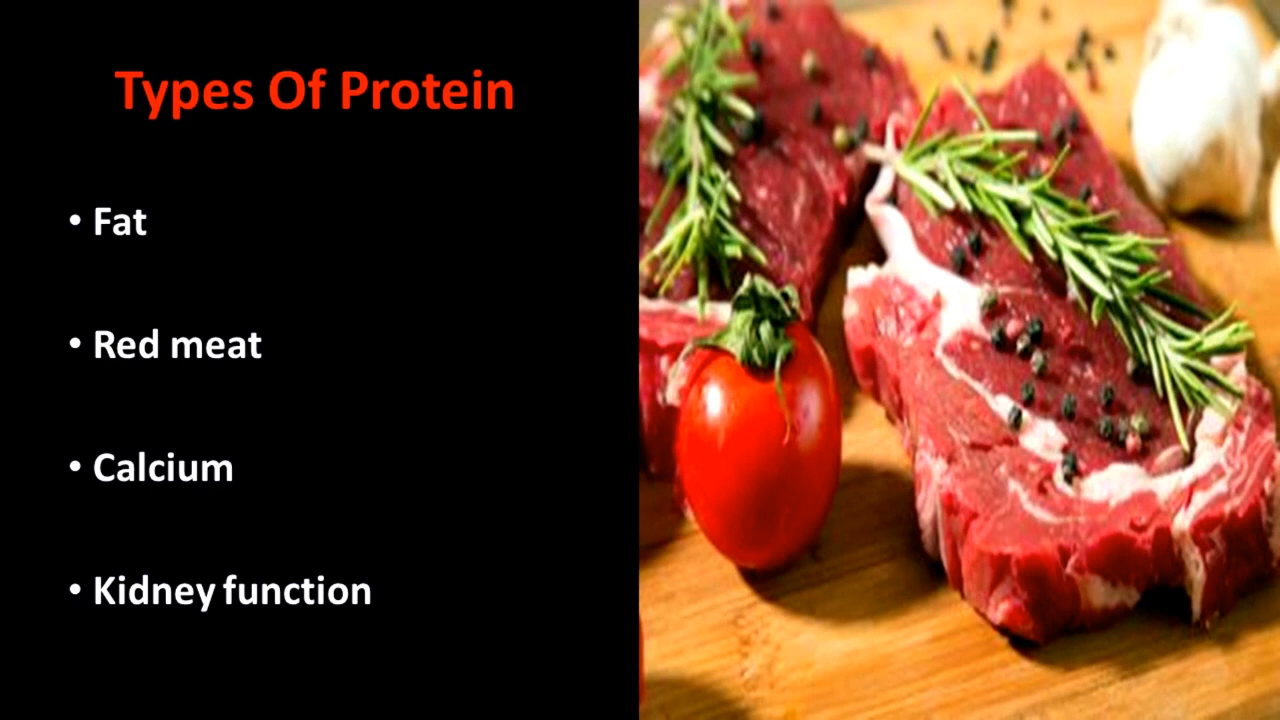 Types Of Protein
• Fat
• Red meat
• Calcium
• Kidney function